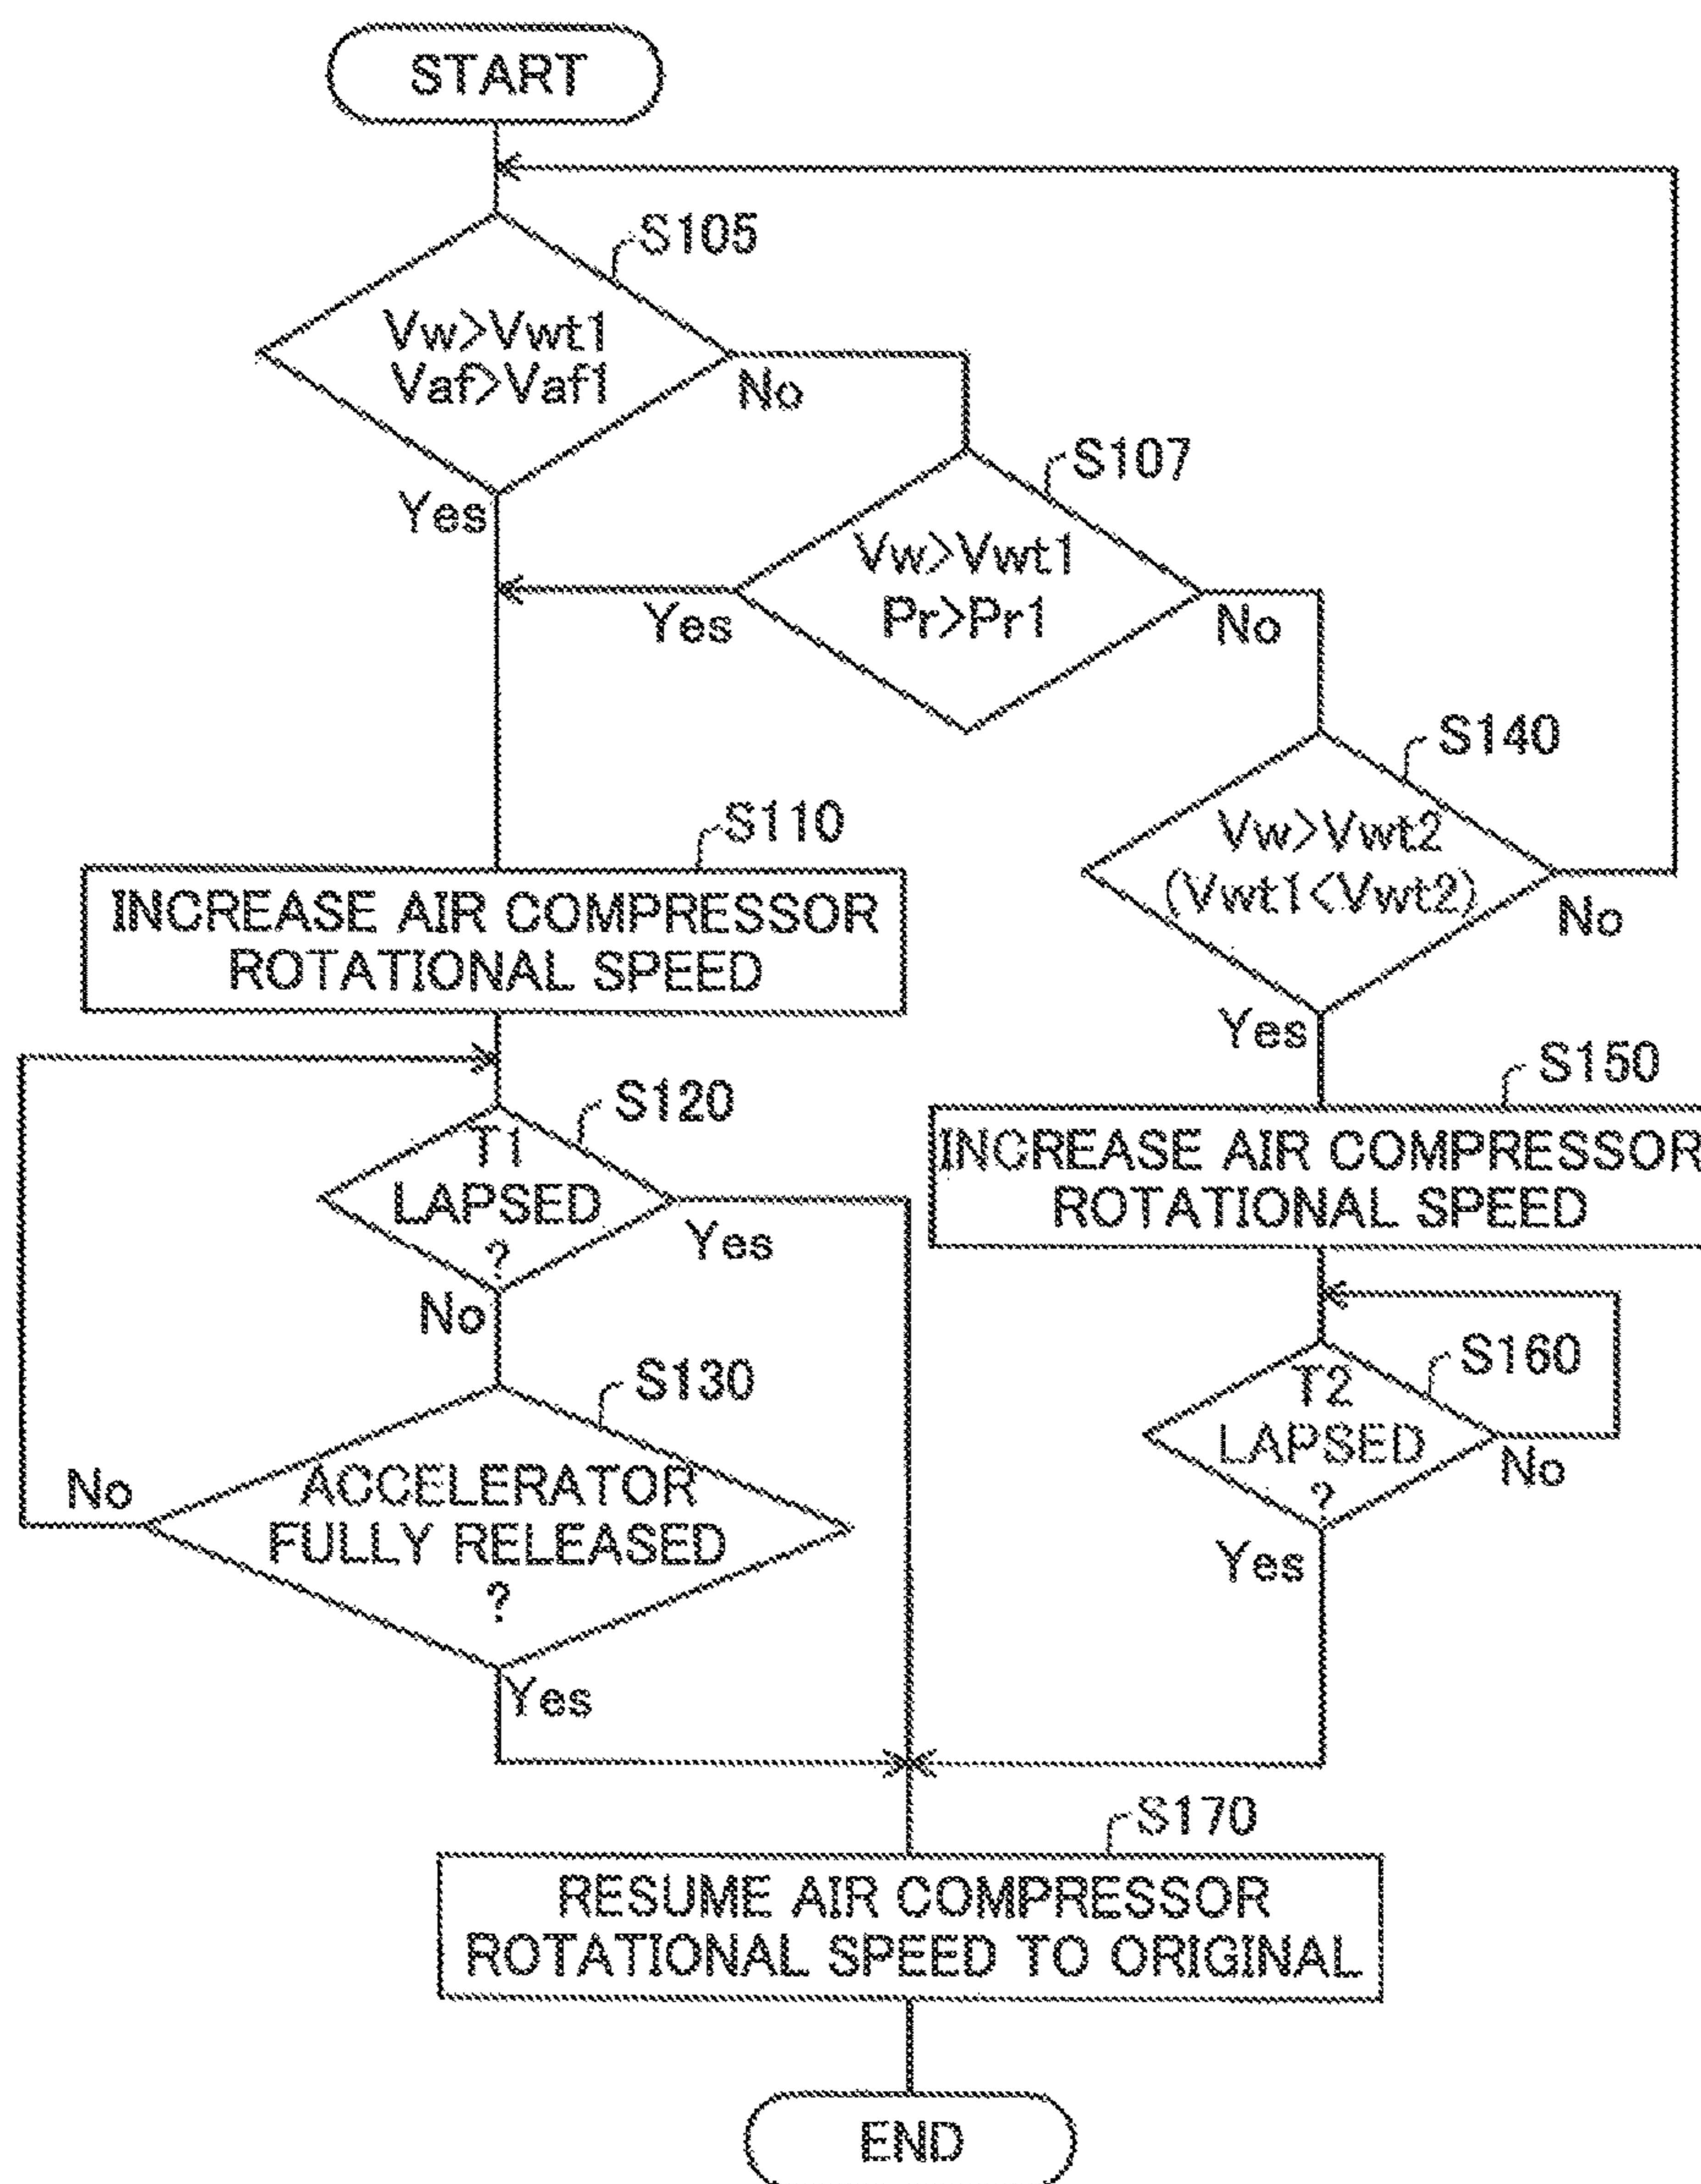 START
S105
Vw>Vwt1
Vaf>Vaf1
No
Yes
S107
Vw>Vwt1
Pr>Pr1
Yes
No
S140
Vw>Vwt2
(Vwt1<Vwt2)
No
Yes
S110
INCREASE AIR COMPRESSOR
ROTATIONAL SPEED
S120
T1
LAPSED
?
Yes
No
S150
INCREASE AIR COMPRESSOR
ROTATIONAL SPEED
S160
T2
LAPSED
?
No
Yes
S130
ACCELERATOR
FULLY RELEASED
?
No
Yes
S170
RESUME AIR COMPRESSOR
ROTATIONAL SPEED TO ORIGINAL
END